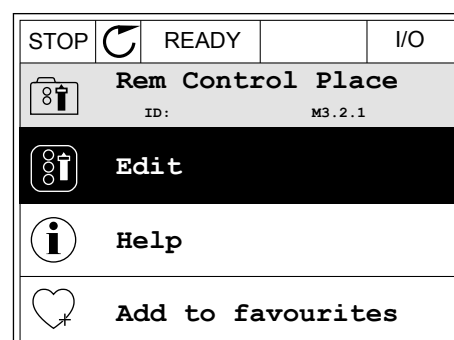 STOP READY I/O
Rem Control Place
ID: M3.2.1
Edit
Help
Add to favourites